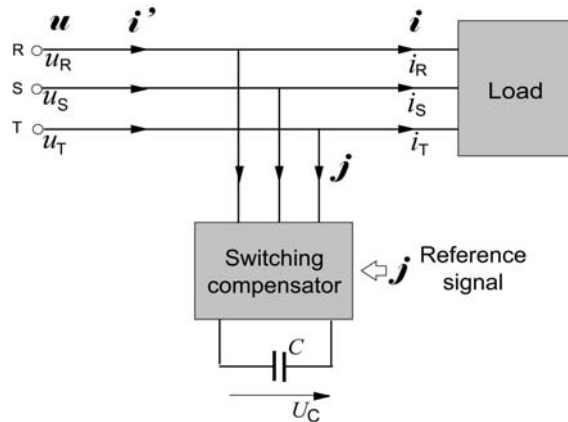 u i' i
R u_R i_R
S u_S i_S Load
T u_T i_T
j
Switching compensator j Reference signal
C
U_C